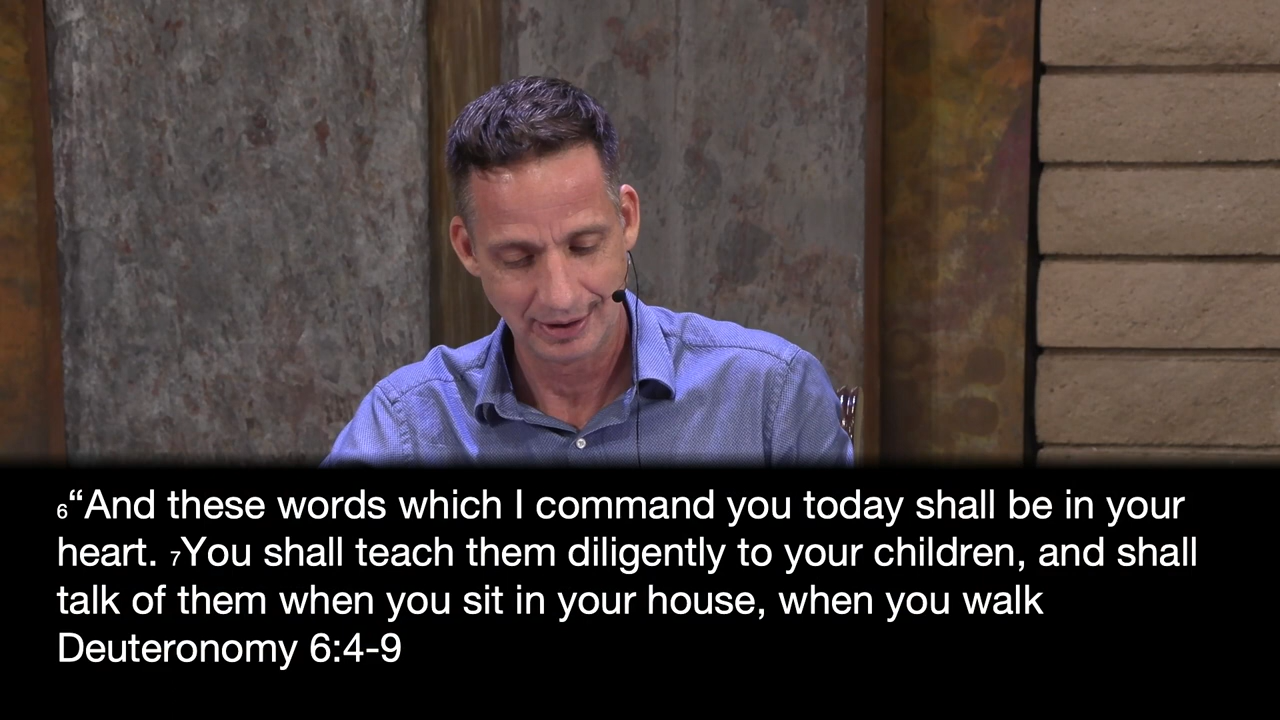 6“And these words which I command you today shall be in your
heart. 7You shall teach them diligently to your children, and shall
talk of them when you sit in your house, when you walk
Deuteronomy 6:4-9